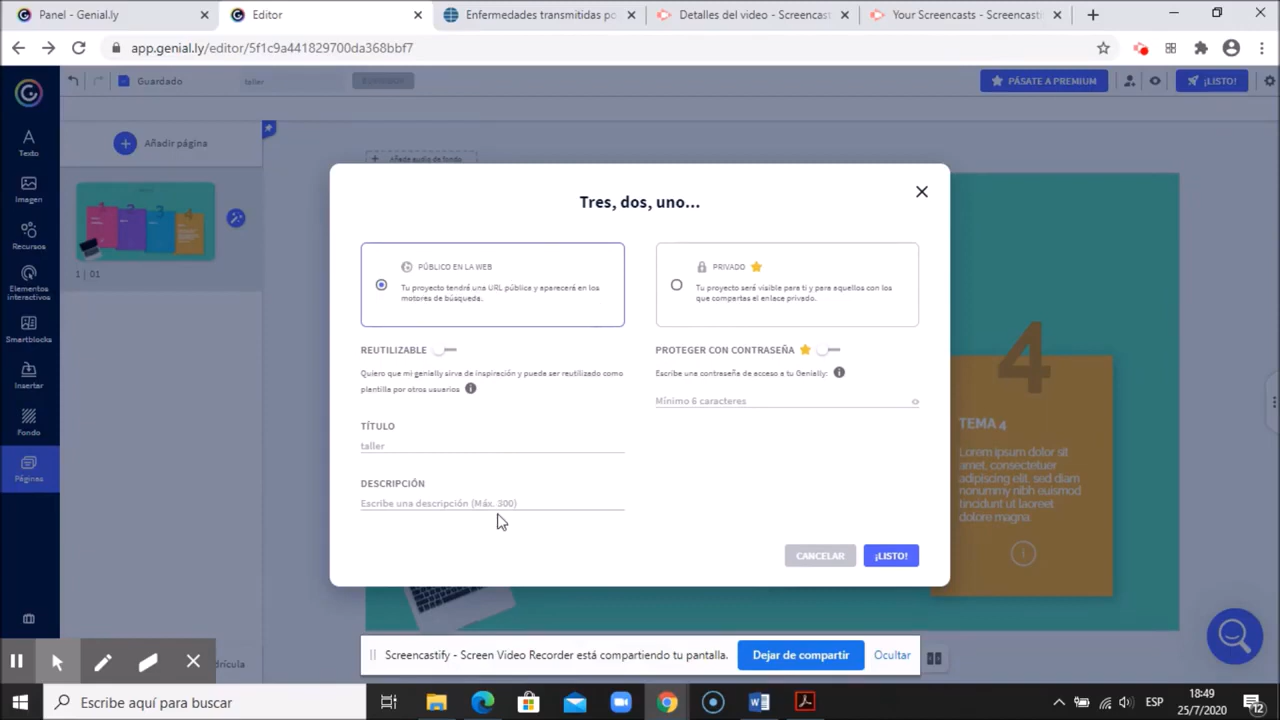 Panel - Genial.ly
Editor
Enfermedades transmitidas po
Detalles del video - Screencast
Your Screencasts - Screencasti
app.genial.ly/editor/5f1c9a441829700da368bbf7
Guardado
taller
PÁSATE A PREMIUM
¡LISTO!
Texto
Imagen
Recursos
Elementos
interactivos
Smartblocks
Insertar
Fondo
Páginas
Añadir página
1 | 01
Añade audio de fondo
Tres, dos, uno...
PÚBLICO EN LA WEB
Tu proyecto tendrá una URL pública y aparecerá en los
motores de búsqueda.
PRIVADO
Tu proyecto será visible para ti y para aquellos con los
que compartas el enlace privado.
REUTILIZABLE
Quiero que mi genially sirva de inspiración y pueda ser reutilizado como
plantilla por otros usuarios
PROTEGER CON CONTRASEÑA
Escribe una contraseña de acceso a tu Genially:
Mínimo 6 caracteres
TÍTULO
taller
DESCRIPCIÓN
Escribe una descripción (Máx. 300)
CANCELAR
¡LISTO!
4
TEMA 4
Lorem ipsum dolor sit
amet, consectetuer
adipiscing elit, sed diam
nonummy nibh euismod
tincidunt ut laoreet
dolore magna
Screencastify - Screen Video Recorder está compartiendo tu pantalla.
Dejar de compartir
Ocultar
Escribe aquí para buscar
ESP
18:49
25/7/2020
12